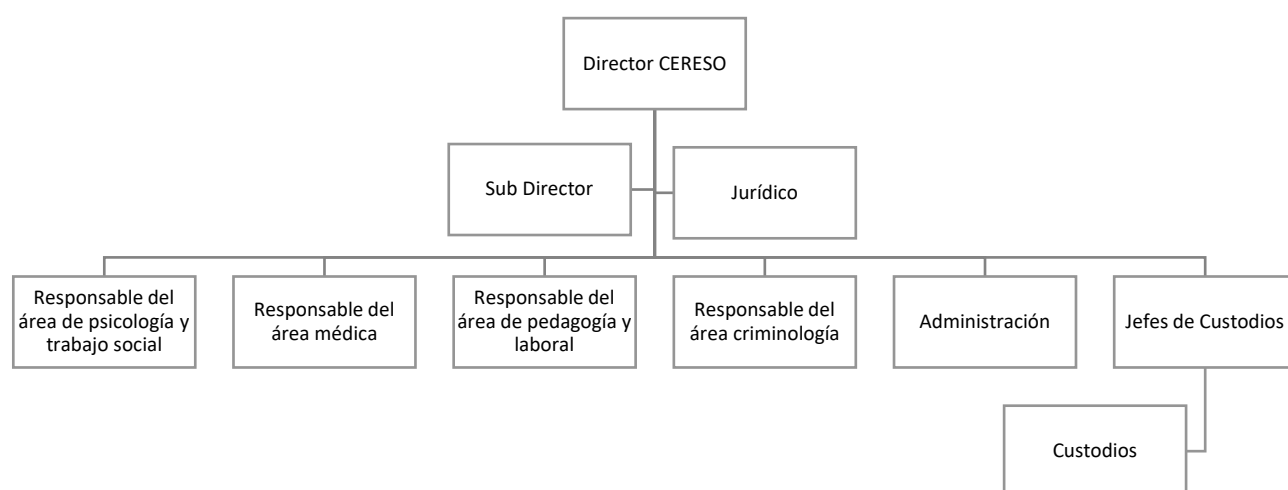 Director CERESO
Sub Director
Jurídico
Responsable del
área de psicología y
trabajo social
Responsable del
área médica
Responsable del
área de pedagogía y
laboral
Responsable del
área criminología
Administración
Jefes de Custodios
Custodios